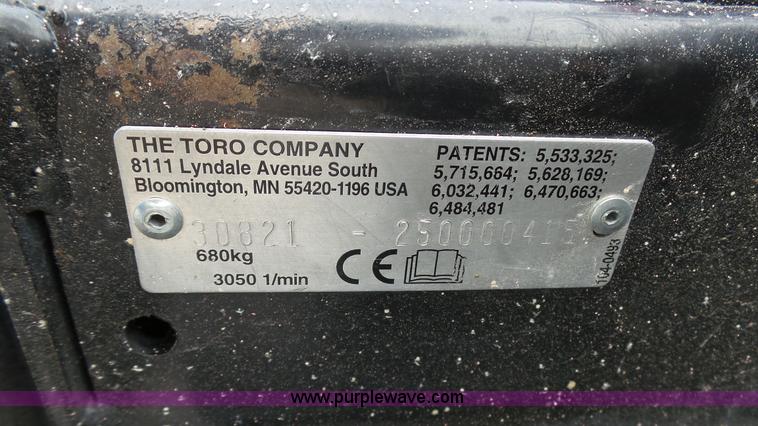 THE TORO COMPANY
8111 Lyndale Avenue South
Bloomington, MN 55420-1196 USA
PATENTS: 5,533,325;
5,715,664; 5,628,169;
6,032,441; 6,470,663;
6,484,481
30821 -
680kg
3050 1/min
CE
104-0493
www.purplewave.com